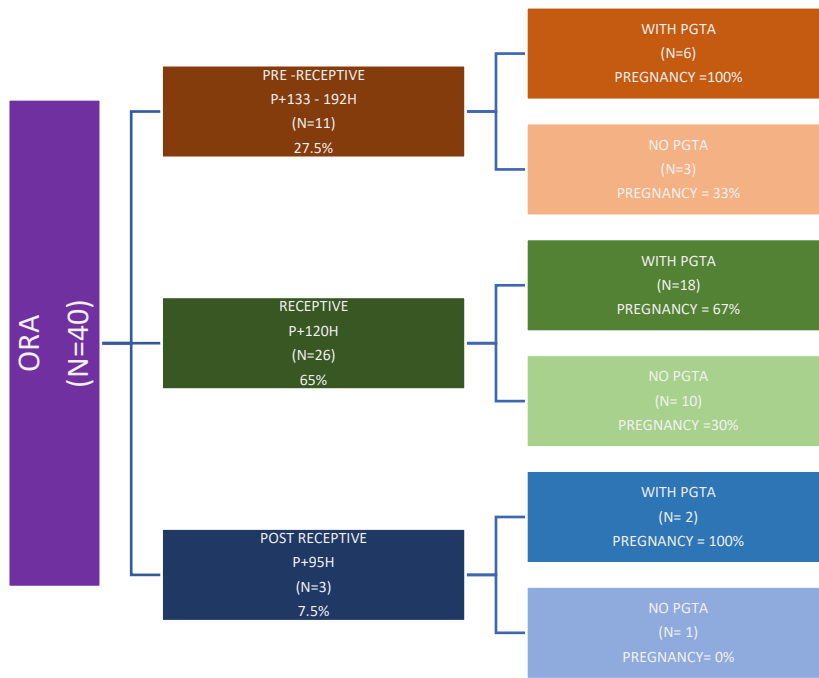 ORA
(N=40)
PRE -RECEPTIVE
P+133 - 192H
(N=11)
27.5%
WITH PGTA
(N=6)
PREGNANCY =100%
NO PGTA
(N=3)
PREGNANCY = 33%
RECEPTIVE
P+120H
(N=26)
65%
WITH PGTA
(N=18)
PREGNANCY = 67%
NO PGTA
(N= 10)
PREGNANCY =30%
POST RECEPTIVE
P+95H
(N=3)
7.5%
WITH PGTA
(N= 2)
PREGNANCY = 100%
NO PGTA
(N= 1)
PREGNANCY= 0%